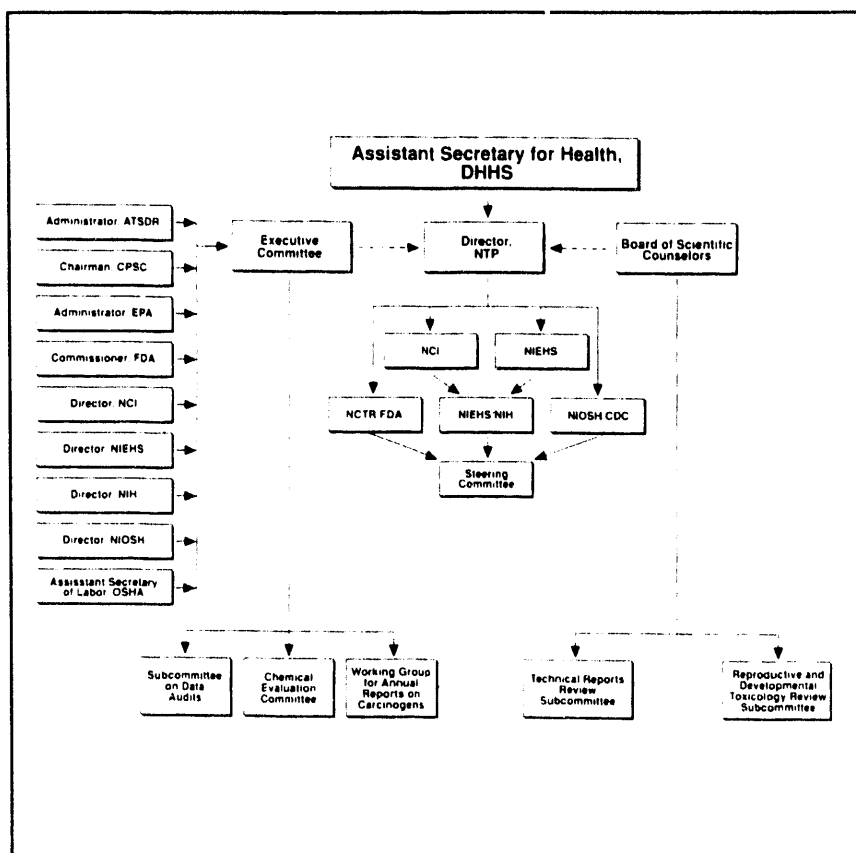 Assistant Secretary for Health,
DHHS
Administrator ATSDR
Chairman CPSC
Administrator EPA
Commissioner FDA
Director NCI
Director NIEHS
Director NIH
Director NIOSH
Assisstant Secretary
of Labor OSHA
Executive
Committee
Director,
NTP
Board of Scientific
Counselors
NCI
NIEHS
NCTR FDA
NIEHS/NIH
NIOSH CDC
Steering
Committee
Subcommittee
on Data
Audits
Chemical
Evaluation
Committee
Working Group
for Annual
Reports on
Carcinogens
Technical Reports
Review
Subcommittee
Reproductive and
Developmental
Toxicology Review
Subcommittee